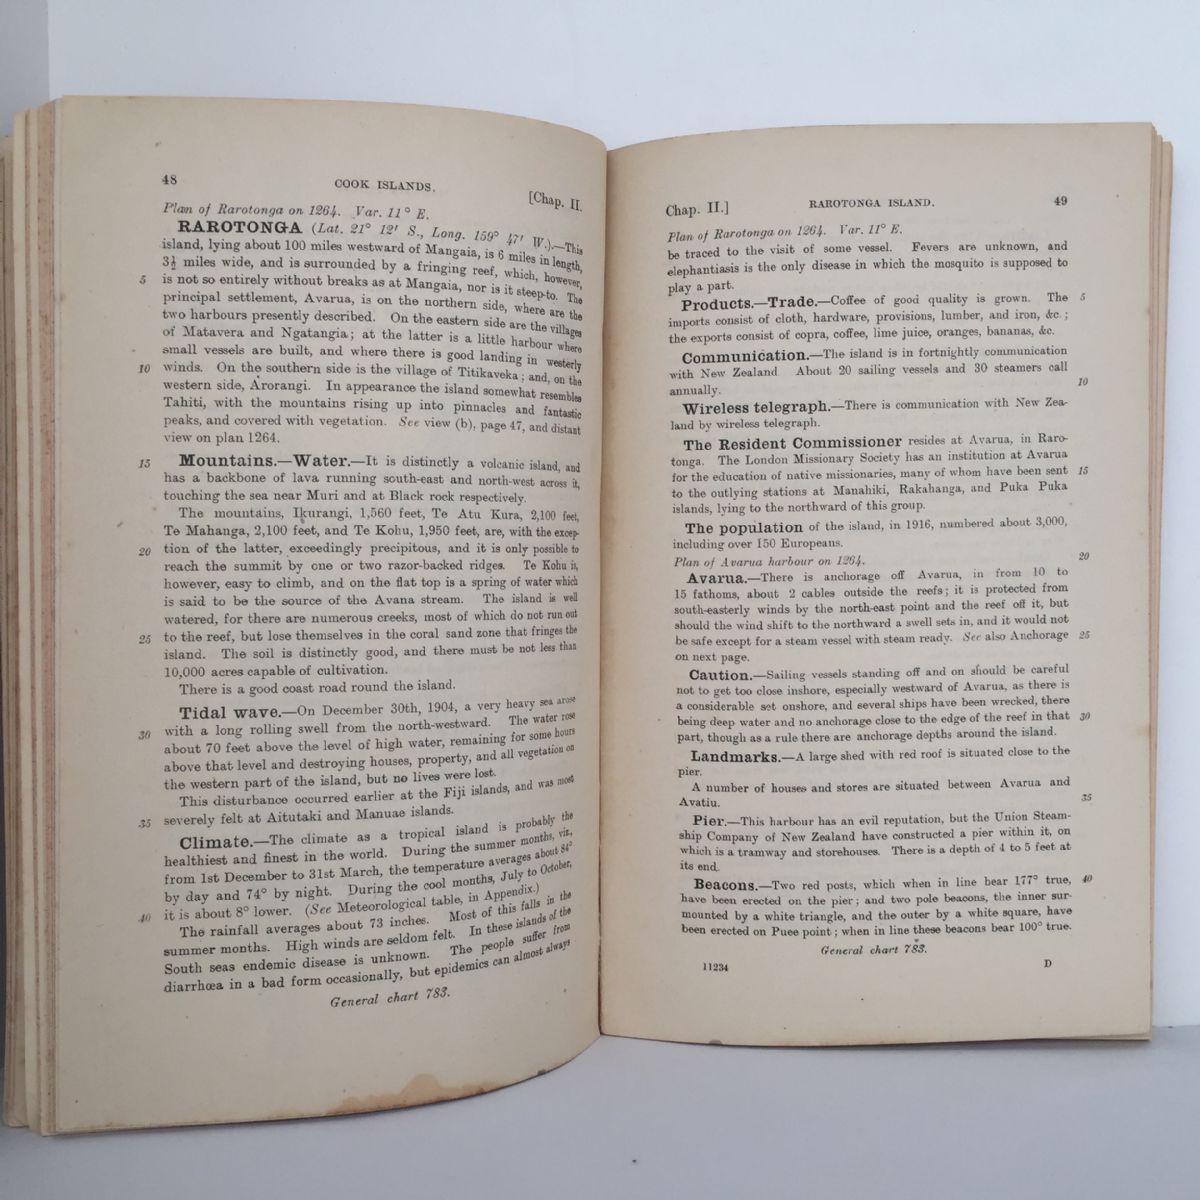 48
COOK ISLANDS.
[Chap. II.
Plan of Rarotonga on 1264. Var. 11° E.
RAROTONGA (Lat. 21° 12′ S., Long. 159° 47′ W.).—This
island, lying about 100 miles westward of Mangaia, is 6 miles in length,
3½ miles wide, and is surrounded by a fringing reef, which, however,
5 is not so entirely without breaks as at Mangaia, nor is it steep-to. The
principal settlement, Avarua, is on the northern side, where are the
two harbours presently described. On the eastern side are the villages
of Matavera and Ngatangia; at the latter is a little harbour where
small vessels are built, and where there is good landing in westerly
10 winds. On the southern side is the village of Titikaveka; and, on the
western side, Arorangi. In appearance the island somewhat resembles
Tahiti, with the mountains rising up into pinnacles and fantastic
peaks, and covered with vegetation. See view (b), page 47, and distant
view on plan 1264.
15 Mountains.—Water.—It is distinctly a volcanic island, and
has a backbone of lava running south-east and north-west across it,
touching the sea near Muri and at Black rock respectively.
The mountains, Ikurangi, 1,560 feet, Te Atu Kura, 2,100 feet,
Te Mahanga, 2,100 feet, and Te Kohu, 1,950 feet, are, with the excep-
20 tion of the latter, exceedingly precipitous, and it is only possible to
reach the summit by one or two razor-backed ridges. Te Kohu is,
however, easy to climb, and on the flat top is a spring of water which
is said to be the source of the Avana stream. The island is well
watered, for there are numerous creeks, most of which do not run out
25 to the reef, but lose themselves in the coral sand zone that fringes the
island. The soil is distinctly good, and there must be not less than
10,000 acres capable of cultivation.
There is a good coast road round the island.
Tidal wave.—On December 30th, 1904, a very heavy sea arose
30 with a long rolling swell from the north-westward. The water rose
about 70 feet above the level of high water, remaining for some hours
above that level and destroying houses, property, and all vegetation on
the western part of the island, but no lives were lost.
This disturbance occurred earlier at the Fiji islands, and was most
35 severely felt at Aitutaki and Manuae islands.
Climate.—The climate as a tropical island is probably the
healthiest and finest in the world. During the summer months, viz.,
from 1st December to 31st March, the temperature averages about 84°
by day and 74° by night. During the cool months, July to October,
40 it is about 8° lower. (See Meteorological table, in Appendix.)
The rainfall averages about 73 inches. Most of this falls in the
summer months. High winds are seldom felt. In these islands of the
South seas endemic disease is unknown. The people suffer from
diarrhœa in a bad form occasionally, but epidemics can almost always
General chart 783.
Chap. II.]
RAROTONGA ISLAND.
49
Plan of Rarotonga on 1264. Var. 11° E.
be traced to the visit of some vessel. Fevers are unknown, and
elephantiasis is the only disease in which the mosquito is supposed to
play a part.
Products.—Trade.—Coffee of good quality is grown. The 5
imports consist of cloth, hardware, provisions, lumber, and iron, &c.;
the exports consist of copra, coffee, lime juice, oranges, bananas, &c.
Communication.—The island is in fortnightly communication
with New Zealand. About 20 sailing vessels and 30 steamers call
annually. 10
Wireless telegraph.—There is communication with New Zea-
land by wireless telegraph.
The Resident Commissioner resides at Avarua, in Raro-
tonga. The London Missionary Society has an institution at Avarua
for the education of native missionaries, many of whom have been sent 15
to the outlying stations at Manahiki, Rakahanga, and Puka Puka
islands, lying to the northward of this group.
The population of the island, in 1916, numbered about 3,000,
including over 150 Europeans.
Plan of Avarua harbour on 1264. 20
Avarua.—There is anchorage off Avarua, in from 10 to
15 fathoms, about 2 cables outside the reefs; it is protected from
south-easterly winds by the north-east point and the reef off it, but
should the wind shift to the northward a swell sets in, and it would not
be safe except for a steam vessel with steam ready. See also Anchorage 25
on next page.
Caution.—Sailing vessels standing off and on should be careful
not to get too close inshore, especially westward of Avarua, as there is
a considerable set onshore, and several ships have been wrecked, there
being deep water and no anchorage close to the edge of the reef in that 30
part, though as a rule there are anchorage depths around the island.
Landmarks.—A large shed with red roof is situated close to the
pier.
A number of houses and stores are situated between Avarua and
Avatiu. 35
Pier.—This harbour has an evil reputation, but the Union Steam-
ship Company of New Zealand have constructed a pier within it, on
which is a tramway and storehouses. There is a depth of 4 to 5 feet at
its end.
Beacons.—Two red posts, which when in line bear 177° true, 40
have been erected on the pier; and two pole beacons, the inner sur-
mounted by a white triangle, and the outer by a white square, have
been erected on Puee point; when in line these beacons bear 100° true.
General chart 783.
11234
D